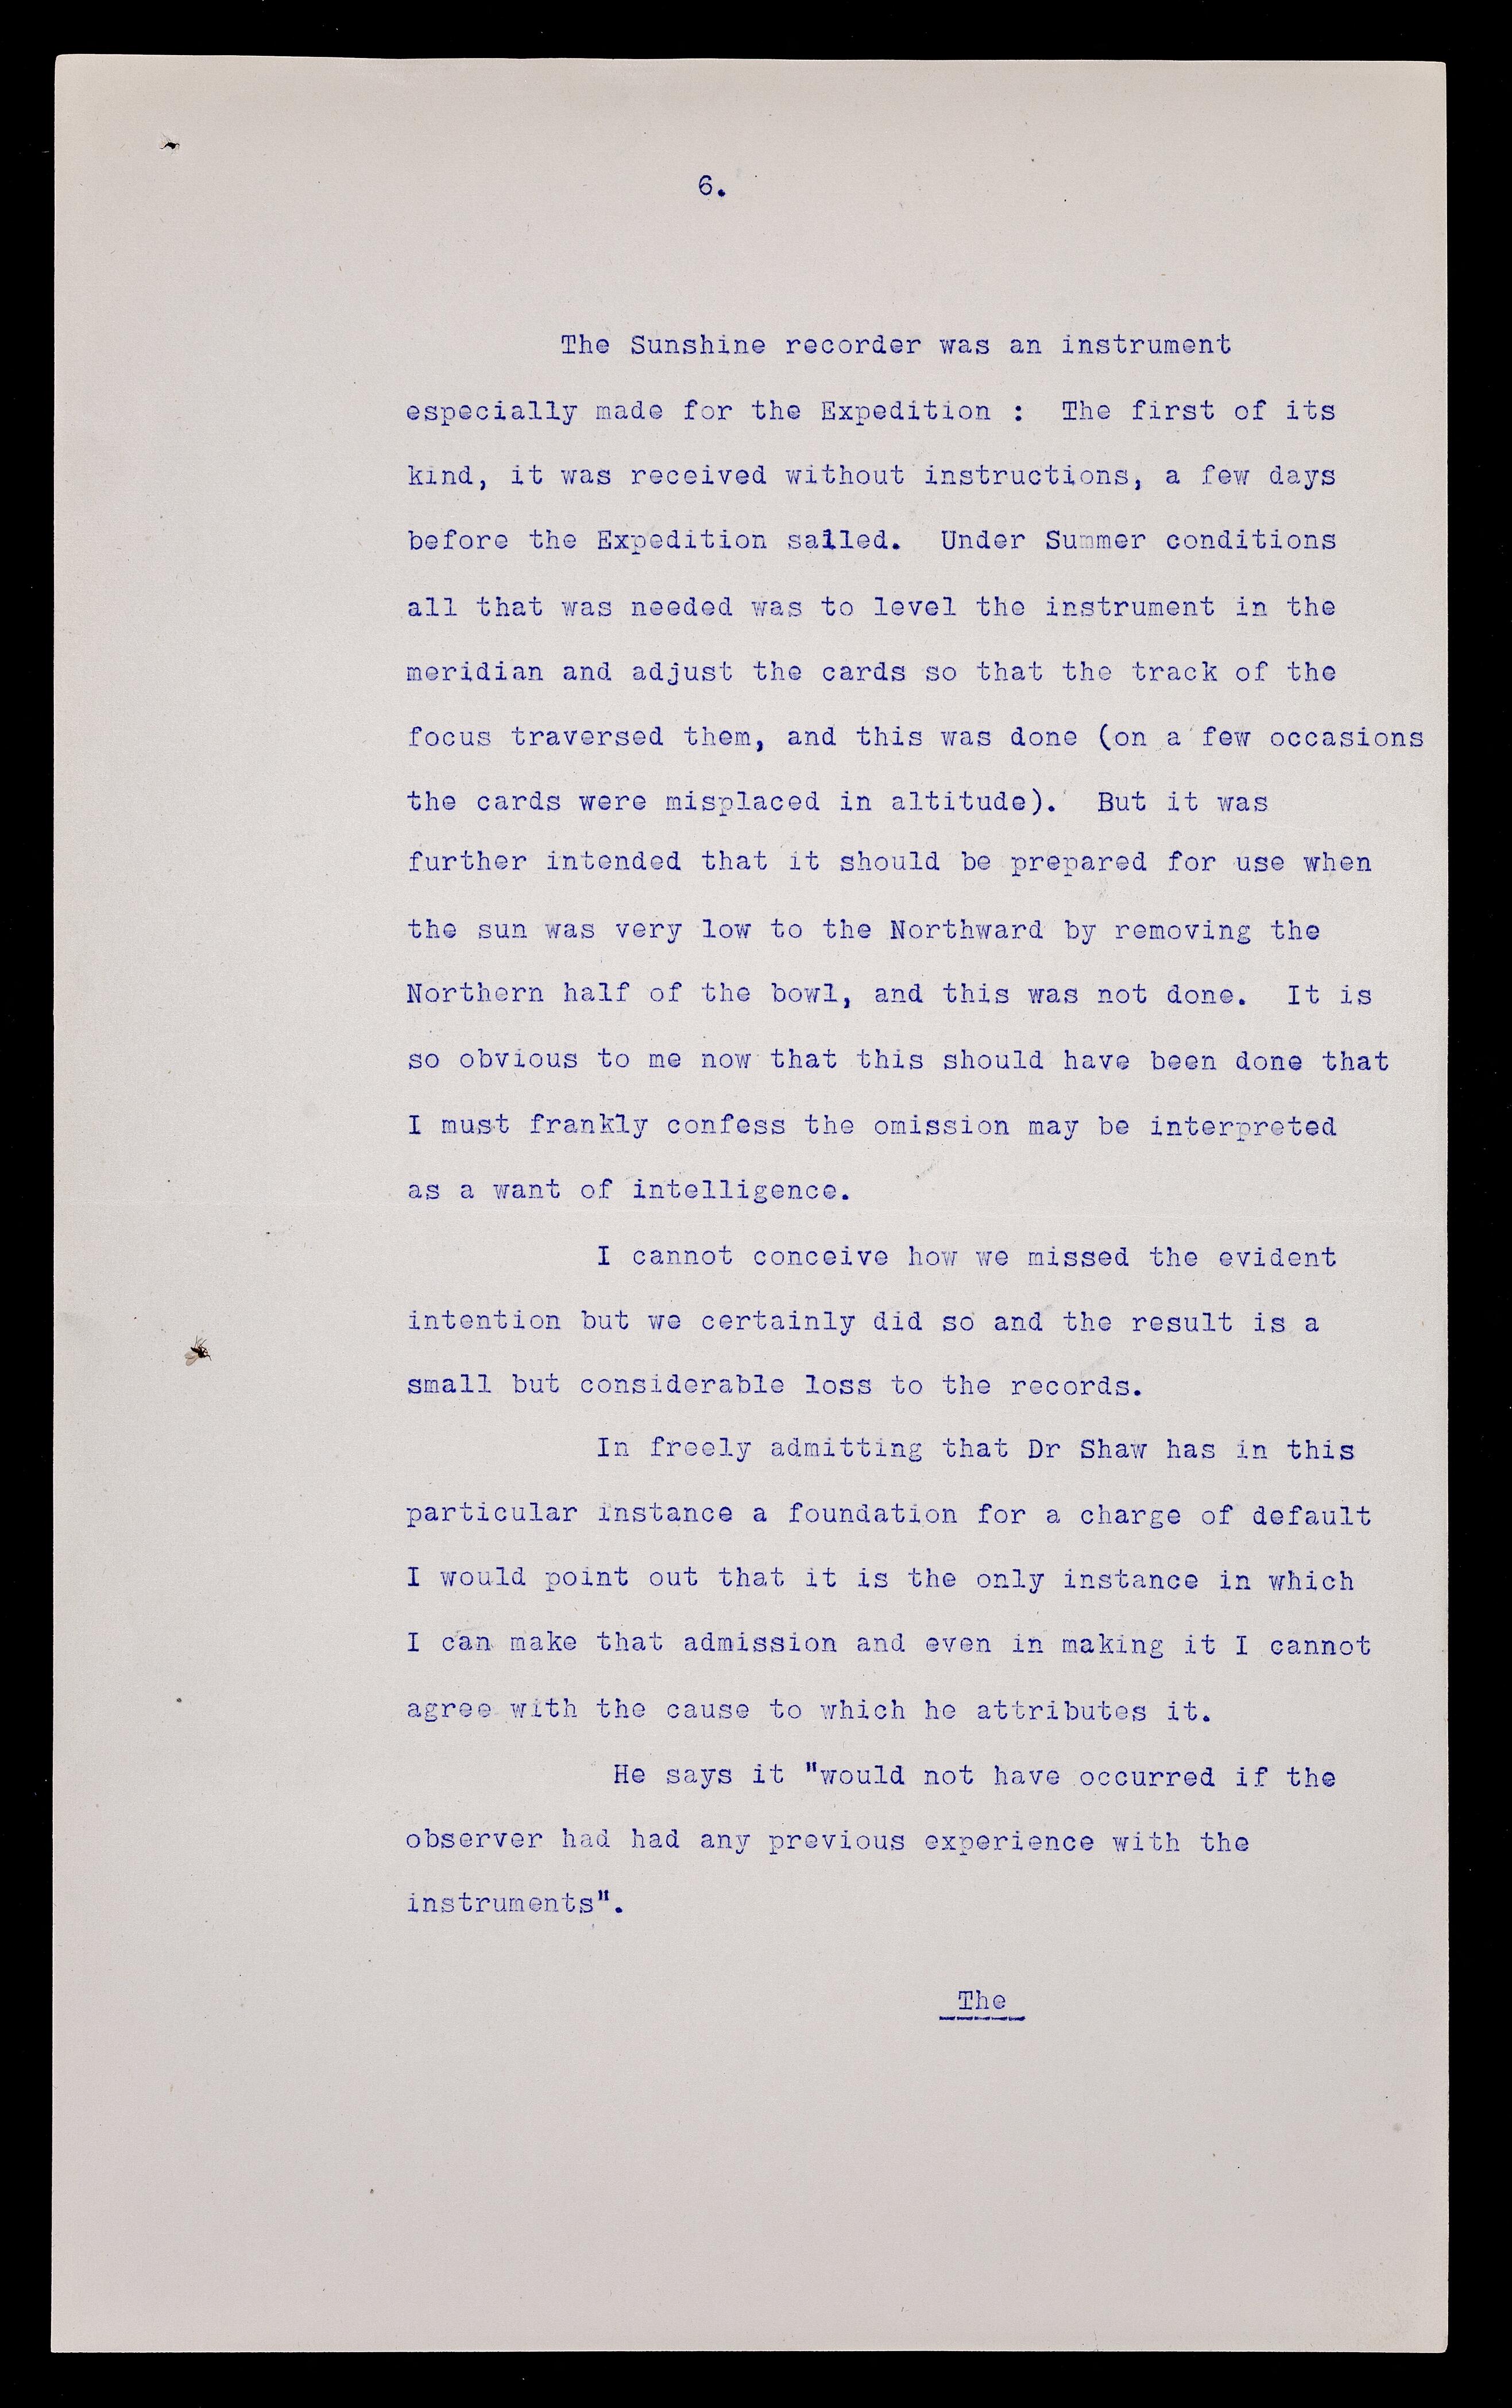 6.
The Sunshine recorder was an instrument
especially made for the Expedition : The first of its
kind, it was received without instructions, a few days
before the Expedition sailed. Under Summer conditions
all that was needed was to level the instrument in the
meridian and adjust the cards so that the track of the
focus traversed them, and this was done (on a few occasions
the cards were misplaced in altitude). But it was
further intended that it should be prepared for use when
the sun was very low to the Northward by removing the
Northern half of the bowl, and this was not done. It is
so obvious to me now that this should have been done that
I must frankly confess the omission may be interpreted
as a want of intelligence.
I cannot conceive how we missed the evident
intention but we certainly did so and the result is a
small but considerable loss to the records.
In freely admitting that Dr Shaw has in this
particular instance a foundation for a charge of default
I would point out that it is the only instance in which
I can make that admission and even in making it I cannot
agree with the cause to which he attributes it.
He says it "would not have occurred if the
observer had had any previous experience with the
instruments".
The